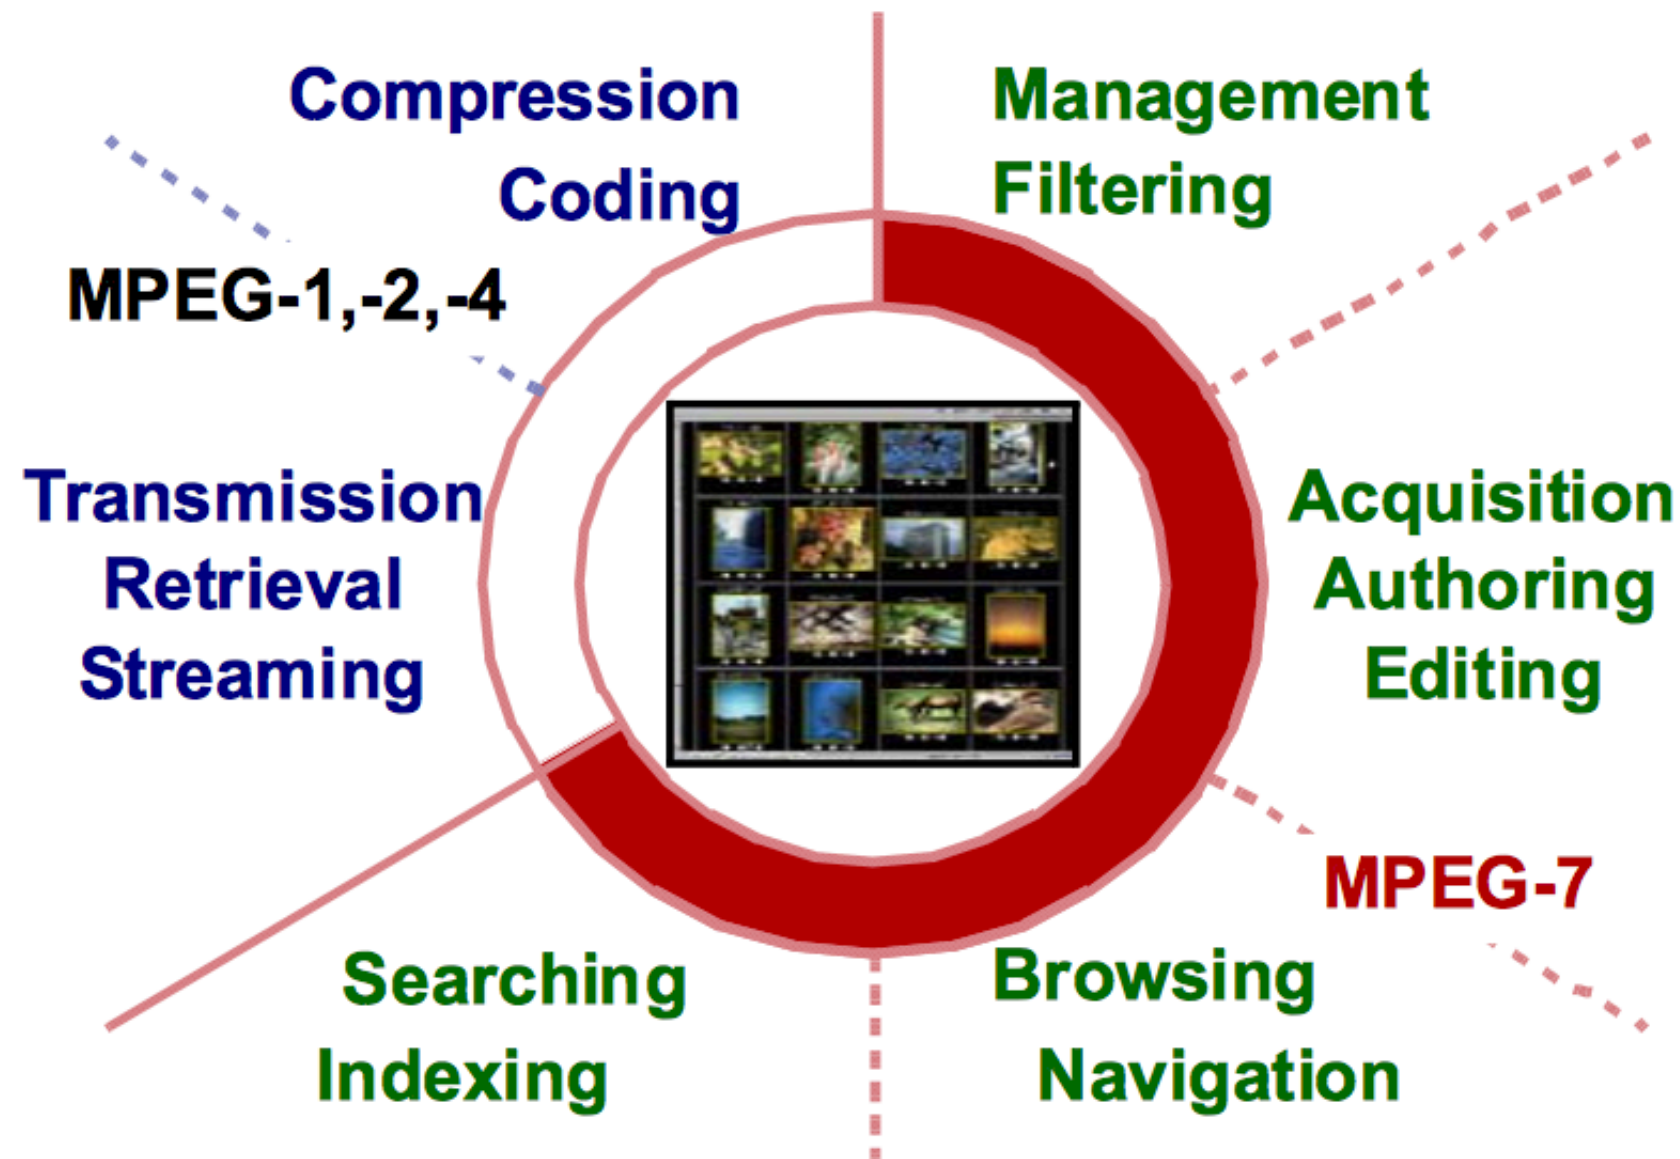 Compression
Coding
Management
Filtering
MPEG-1,-2,-4
Transmission
Retrieval
Streaming
Acquisition
Authoring
Editing
MPEG-7
Searching
Indexing
Browsing
Navigation